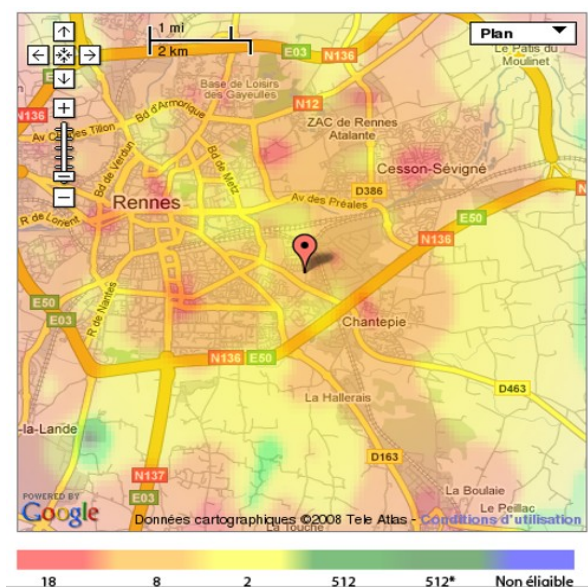 1 mi
2 km
Plan
E03
N136
Le Patis du
Moulinet
Base de Loisirs
des Gayeulles
N12
Bd d'Armorique
ZAC de Rennes
Atalante
N136
Bd de Verdun
Bd de Metz
Cesson-Sévigné
D386
Av des Préales
Rennes
R de Lorient
E50
N136
E50
E03
R de Nantes
Chantepie
N136
E50
D463
La Hallerais
-la-Lande
D163
N137
E03
La Boulaie
Le Peillac
POWERED BY
Google
Données cartographiques ©2008 Tele Atlas - Conditions d'utilisation
La Touche
18 8 2 512 512* Non éligible